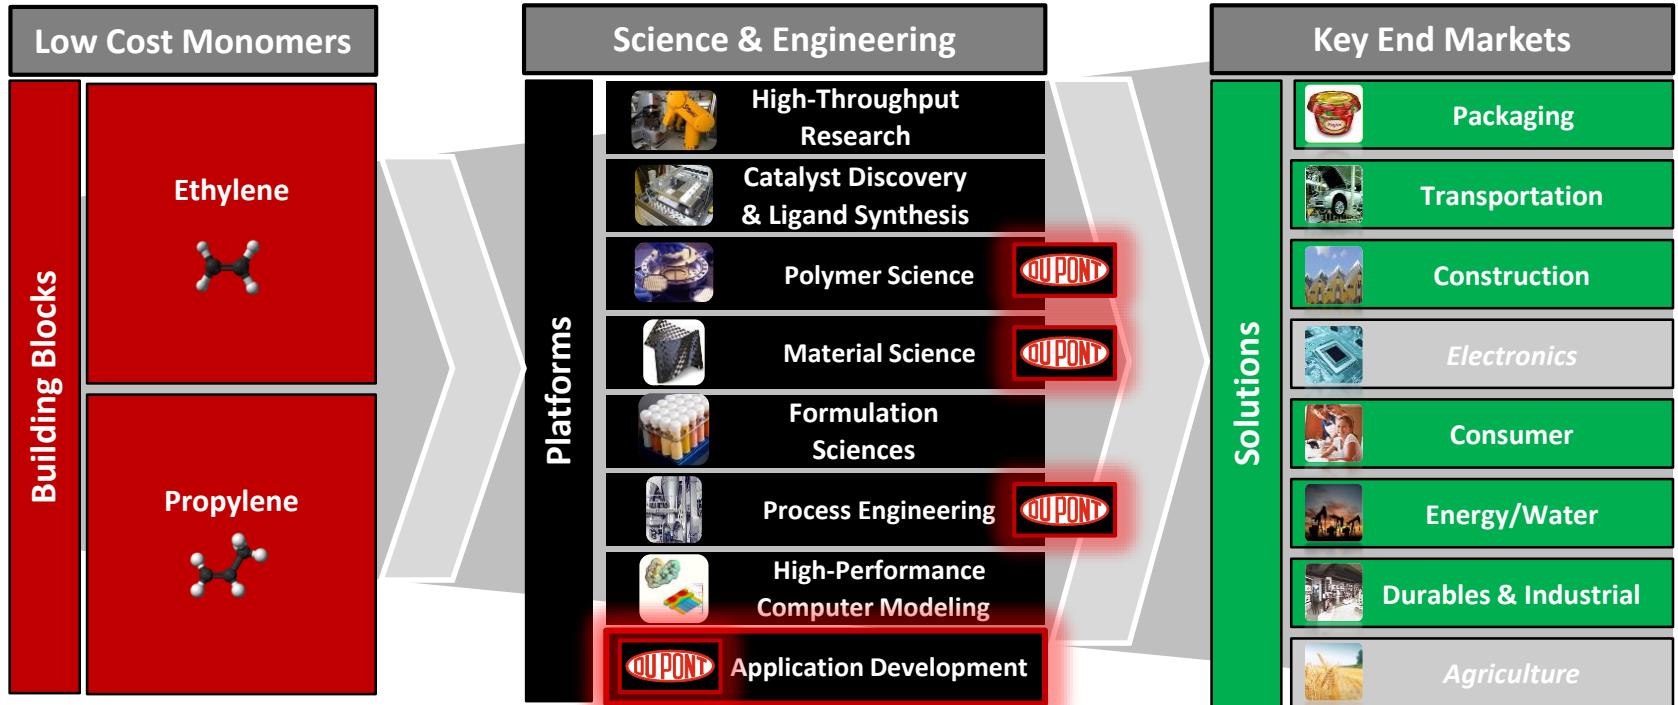 Low Cost Monomers
Building Blocks
Ethylene
Propylene
Science & Engineering
Platforms
High-Throughput
Research
Catalyst Discovery
& Ligand Synthesis
Polymer Science
DUPONT
Material Science
DUPONT
Formulation
Sciences
Process Engineering
DUPONT
High-Performance
Computer Modeling
DUPONT
Application Development
Key End Markets
Solutions
Packaging
Transportation
Construction
Electronics
Consumer
Energy/Water
Durables & Industrial
Agriculture